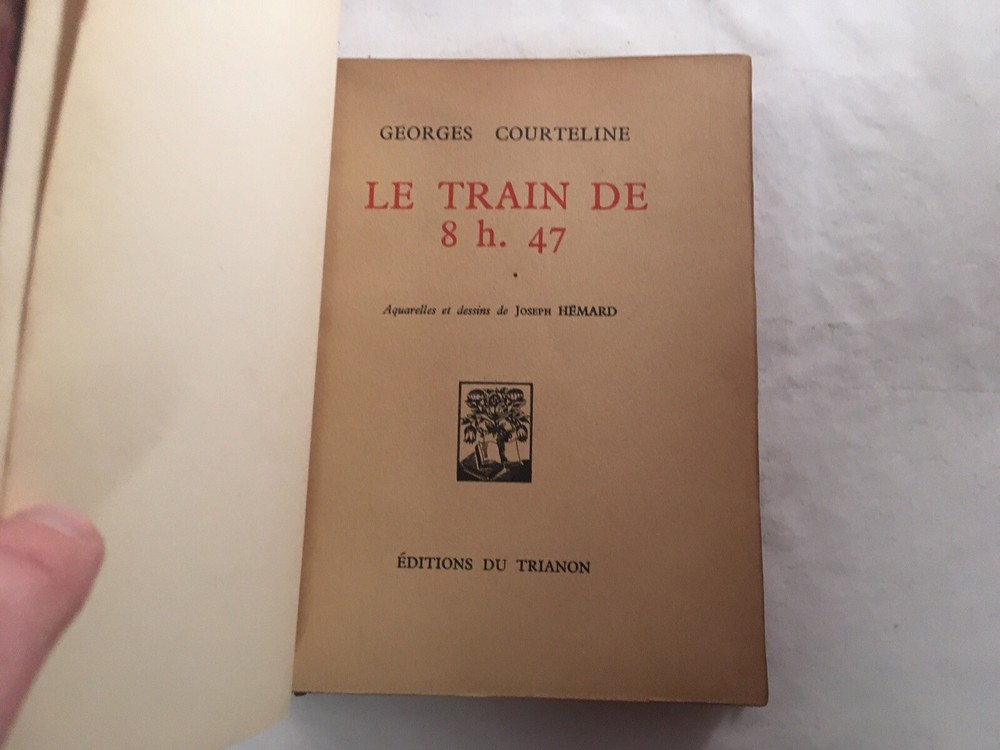 GEORGES COURTELINE
LE TRAIN DE
8 h. 47
Aquarelles et dessins de JOSEPH HÉMARD
ÉDITIONS DU TRIANON